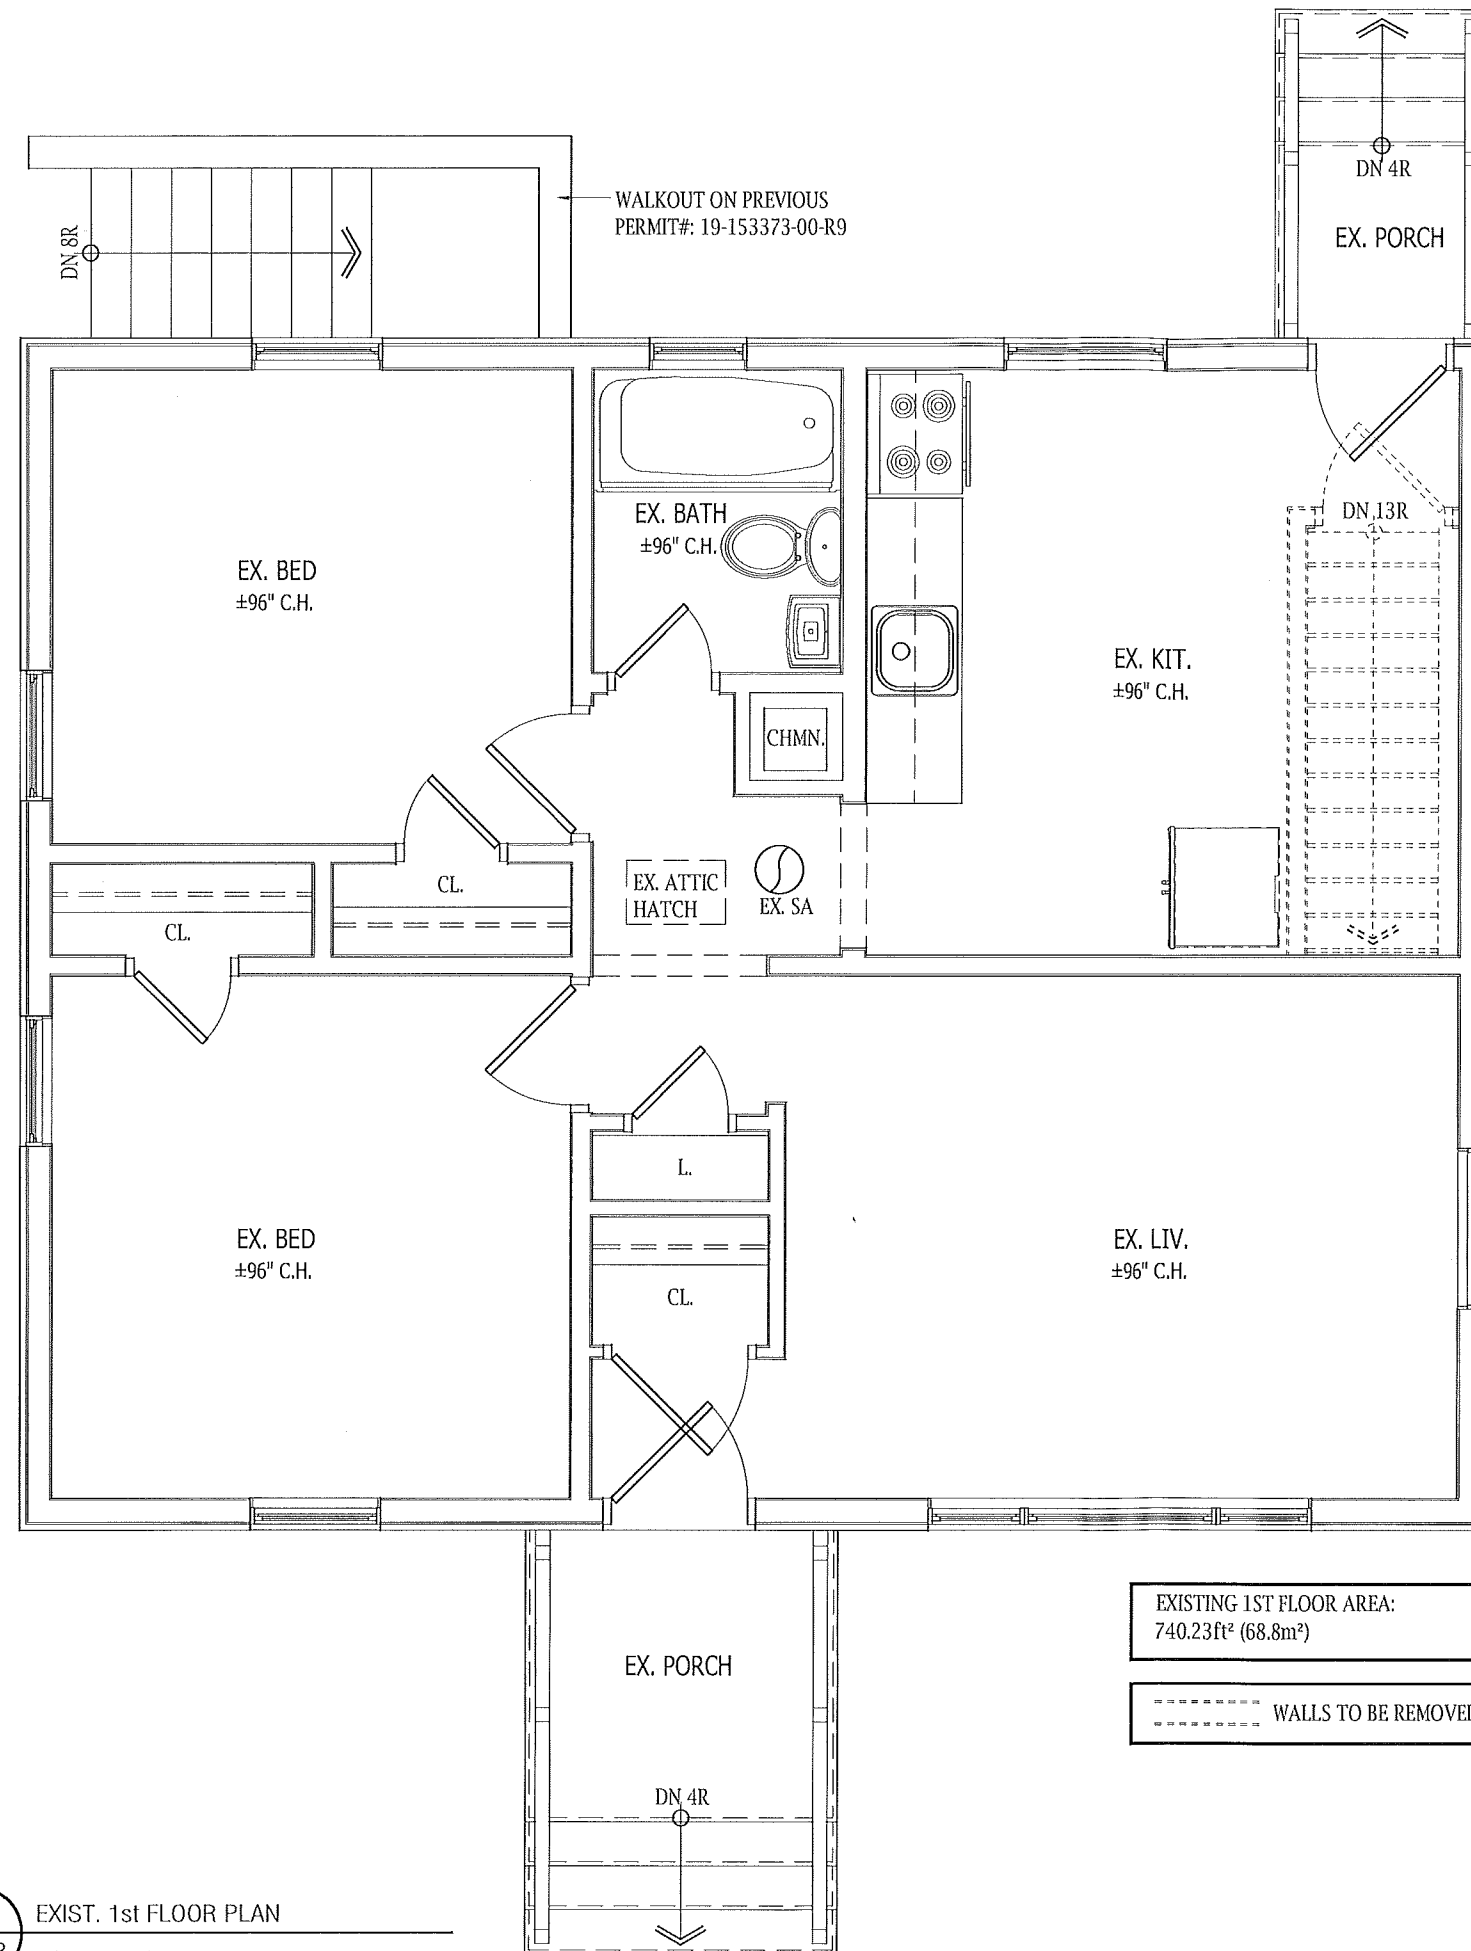 DN 4R
EX. PORCH
WALKOUT ON PREVIOUS
PERMIT#: 19-153373-00-R9
DN 8R
EX. BATH
±96" C.H.
DN 13R
EX. BED
±96" C.H.
EX. KIT.
±96" C.H.
CHMN.
CL.
EX. ATTIC
HATCH
EX. SA
CL.
L.
EX. BED
±96" C.H.
EX. LIV.
±96" C.H.
CL.
EXISTING 1ST FLOOR AREA:
740.23ft² (68.8m²)
EX. PORCH
WALLS TO BE REMOVED
DN 4R
EXIST. 1st FLOOR PLAN